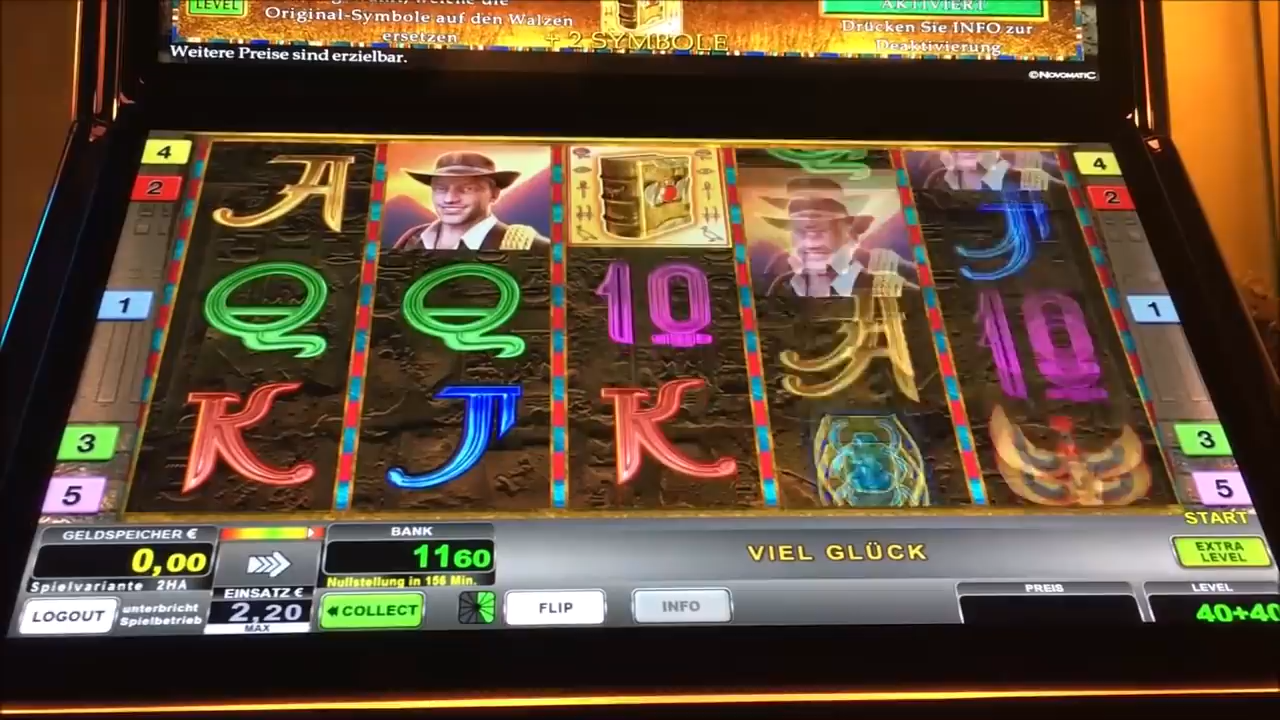 LEVEL
Original-Symbole auf den Walzen
ersetzen
+ 2 SYMBOLE
AKTIVIERT
Drücken Sie INFO zur
Deaktivierung
Weitere Preise sind erzielbar.
©NOVOMATIC
4
4
2
2
A
J
1
Q
Q
10
A
10
1
K
J
K
3
3
5
5
START
GELDSPEICHER €
BANK
0,00
1160
VIEL GLÜCK
EXTRA
LEVEL
Spielvariante 2HA
Nullstellung in 156 Min.
EINSATZ €
PREIS
LEVEL
LOGOUT
unterbricht
Spielbetrieb
2,20
MAX
COLLECT
FLIP
INFO
40+40